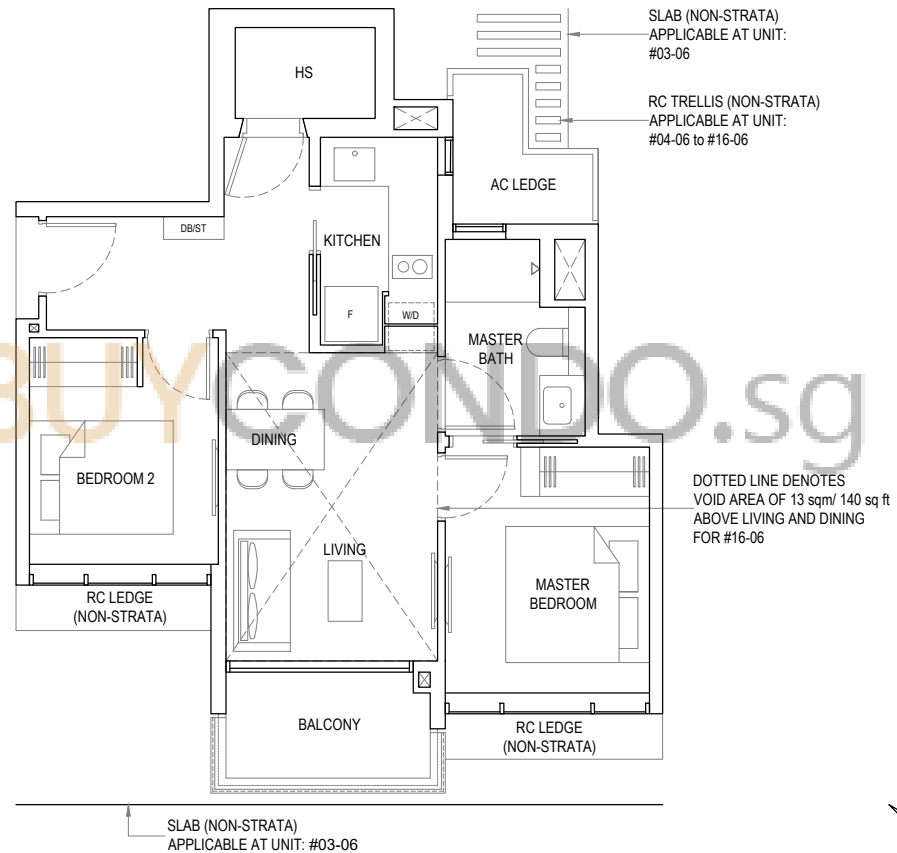 SLAB (NON-STRATA)
APPLICABLE AT UNIT:
#03-06
HS
RC TRELLIS (NON-STRATA)
APPLICABLE AT UNIT:
#04-06 to #16-06
AC LEDGE
DB/ST
KITCHEN
F
W/D
MASTER
BATH
BUYCONDO.sg
DINING
BEDROOM 2
DOTTED LINE DENOTES
VOID AREA OF 13 sqm/ 140 sq ft
ABOVE LIVING AND DINING
FOR #16-06
LIVING
MASTER
BEDROOM
RC LEDGE
(NON-STRATA)
BALCONY
RC LEDGE
(NON-STRATA)
SLAB (NON-STRATA)
APPLICABLE AT UNIT: #03-06